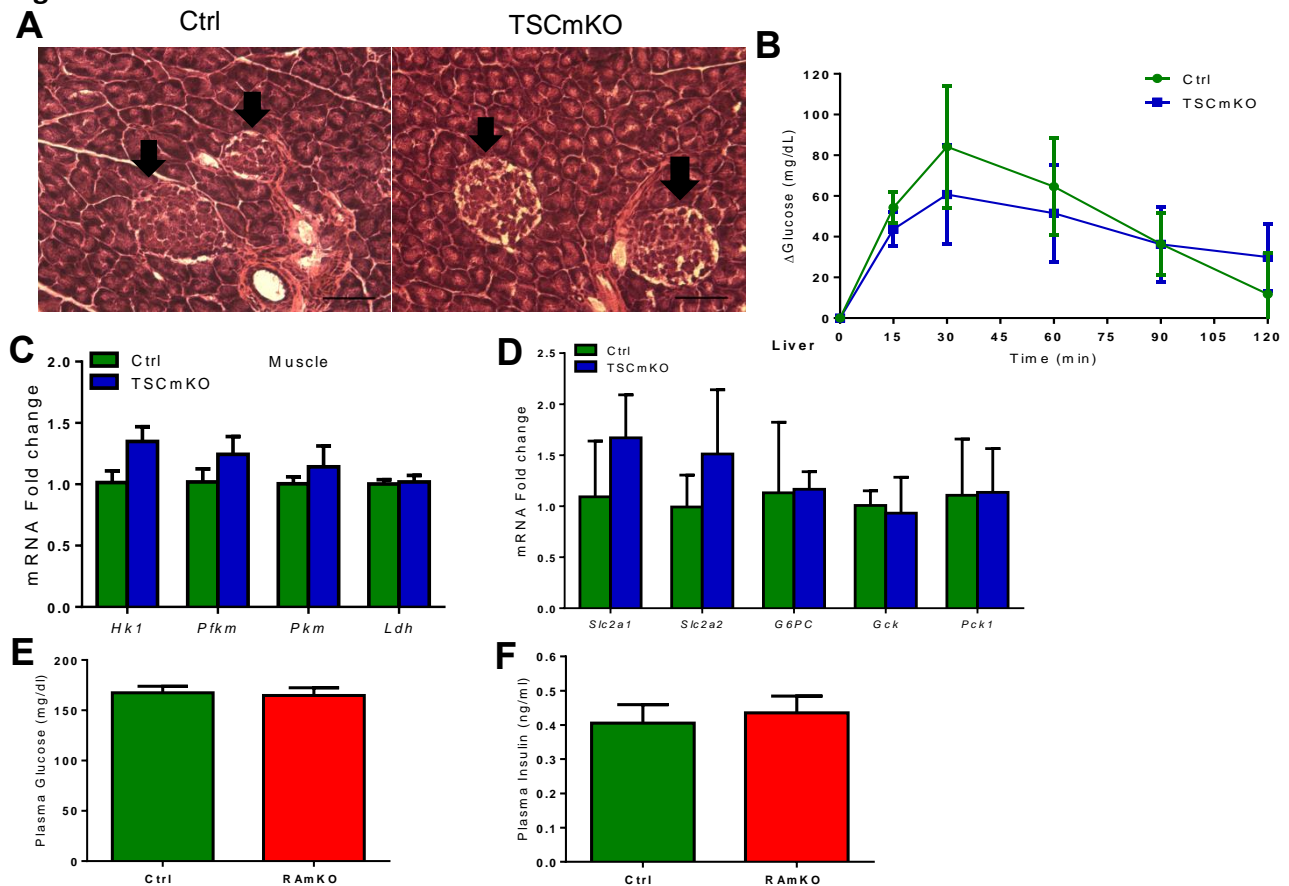 A
Ctrl
TSCmKO
B
120
100
80
60
40
20
0
ΔGlucose (mg/dL)
Ctrl
TSCmKO
0 15 30 45 60 75 90 105 120
Time (min)
C
Ctrl
TSCmKO
Muscle
2.0
1.5
1.0
0.5
0.0
mRNA Fold change
Hk1 Pfkm Pkm Ldh
D
Liver
Ctrl
TSCmKO
2.5
2.0
1.5
1.0
0.5
0.0
mRNA Fold change
Slc2a1 Slc2a2 G6PC Gck Pck1
E
200
150
100
50
0
Plasma Glucose (mg/dl)
Ctrl RAmKO
F
0.6
0.5
0.4
0.3
0.2
0.1
0.0
Plasma Insulin (ng/ml)
Ctrl RAmKO